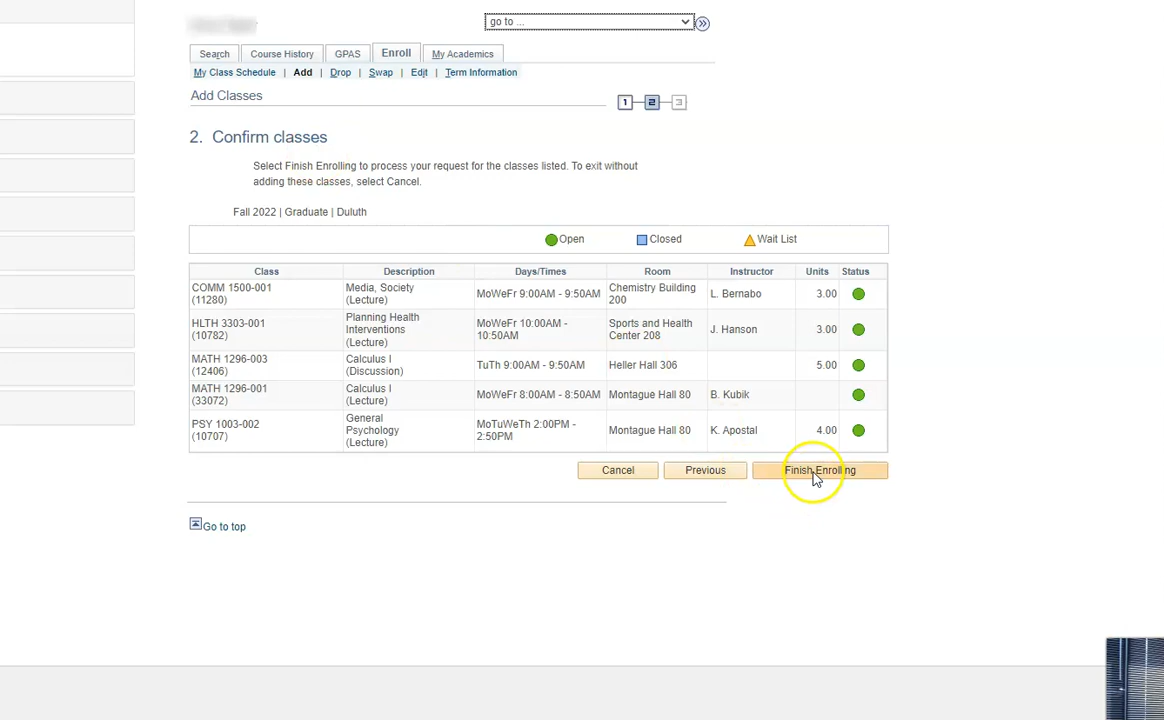 go to ...
Search Course History GPAS Enroll My Academics
My Class Schedule | Add | Drop | Swap | Edit | Term Information
Add Classes
1 2 3
2. Confirm classes
Select Finish Enrolling to process your request for the classes listed. To exit without
adding these classes, select Cancel.
Fall 2022 | Graduate | Duluth
Open Closed Wait List
Class Description Days/Times Room Instructor Units Status
COMM 1500-001
(11280)
Media, Society
(Lecture)
MoWeFr 9:00AM - 9:50AM
Chemistry Building
200
L. Bernabo
3.00
HLTH 3303-001
(10782)
Planning Health
Interventions
(Lecture)
MoWeFr 10:00AM -
10:50AM
Sports and Health
Center 208
J. Hanson
3.00
MATH 1296-003
(12406)
Calculus I
(Discussion)
TuTh 9:00AM - 9:50AM
Heller Hall 306
5.00
MATH 1296-001
(33072)
Calculus I
(Lecture)
MoWeFr 8:00AM - 8:50AM
Montague Hall 80
B. Kubik
PSY 1003-002
(10707)
General
Psychology
(Lecture)
MoTuWeTh 2:00PM -
2:50PM
Montague Hall 80
K. Apostal
4.00
Cancel Previous Finish Enrolling
Go to top